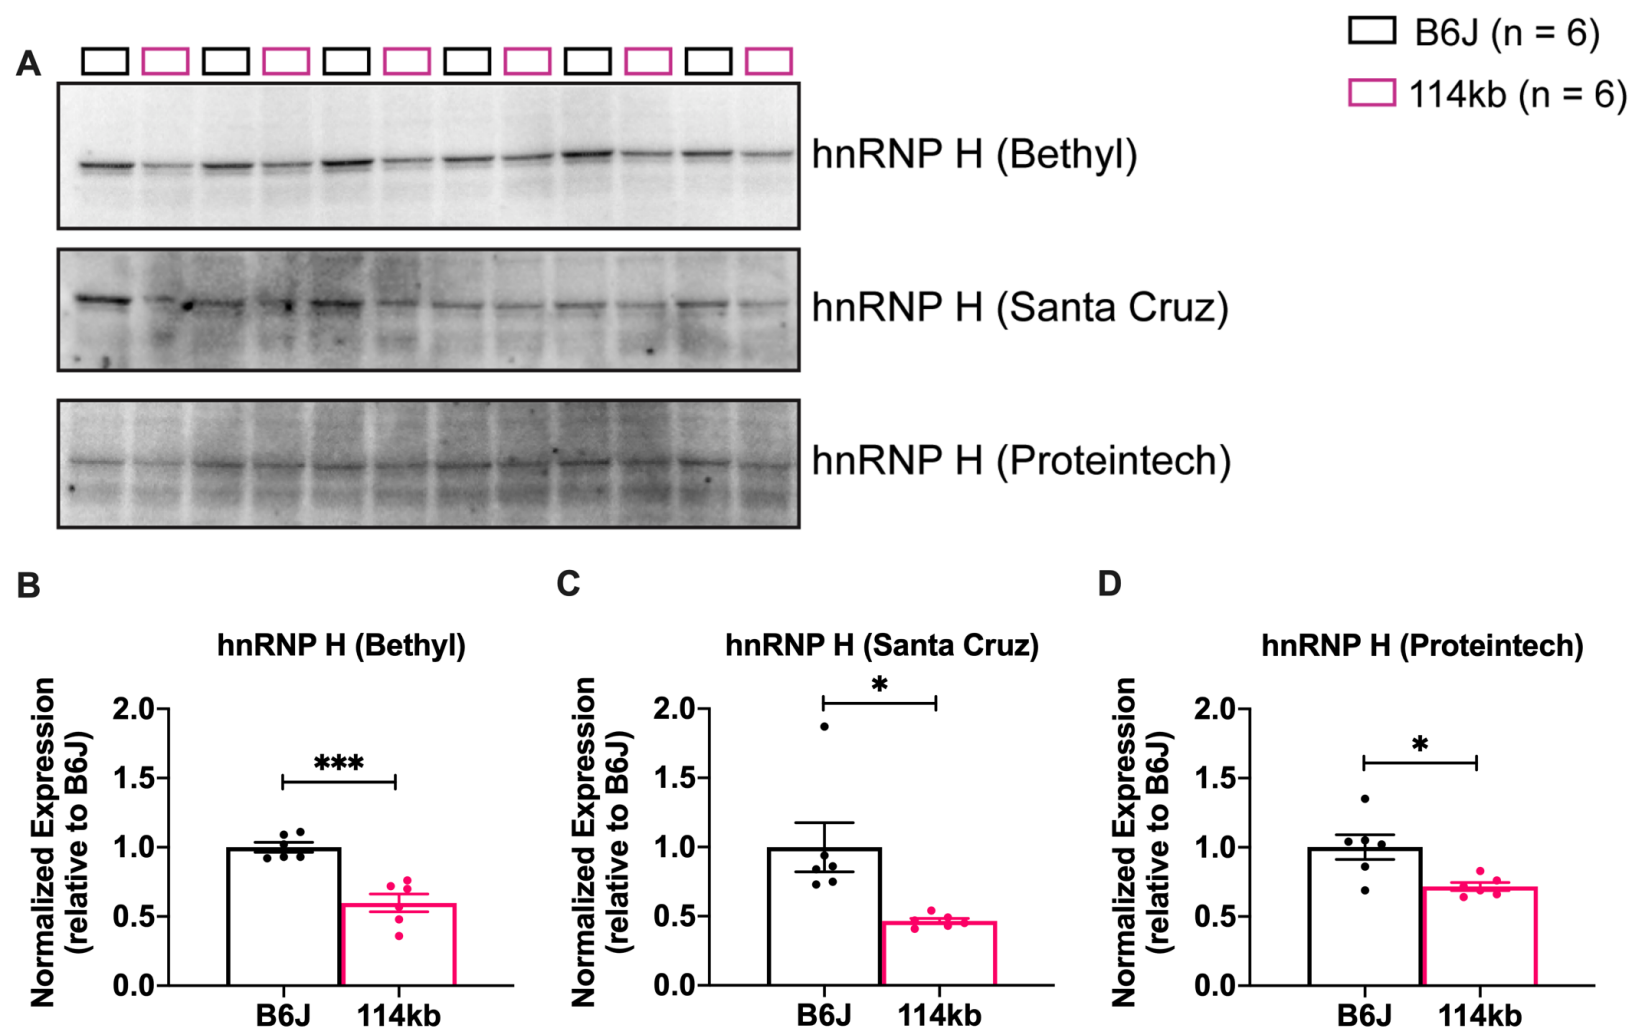 A
B6J (n = 6)
114kb (n = 6)
hnRNP H (Bethyl)
hnRNP H (Santa Cruz)
hnRNP H (Proteintech)
B
hnRNP H (Bethyl)
Normalized Expression
(relative to B6J)
2.0
1.5
1.0
0.5
0.0
***
B6J
114kb
C
hnRNP H (Santa Cruz)
Normalized Expression
(relative to B6J)
2.0
1.5
1.0
0.5
0.0
*
B6J
114kb
D
hnRNP H (Proteintech)
Normalized Expression
(relative to B6J)
2.0
1.5
1.0
0.5
0.0
*
B6J
114kb